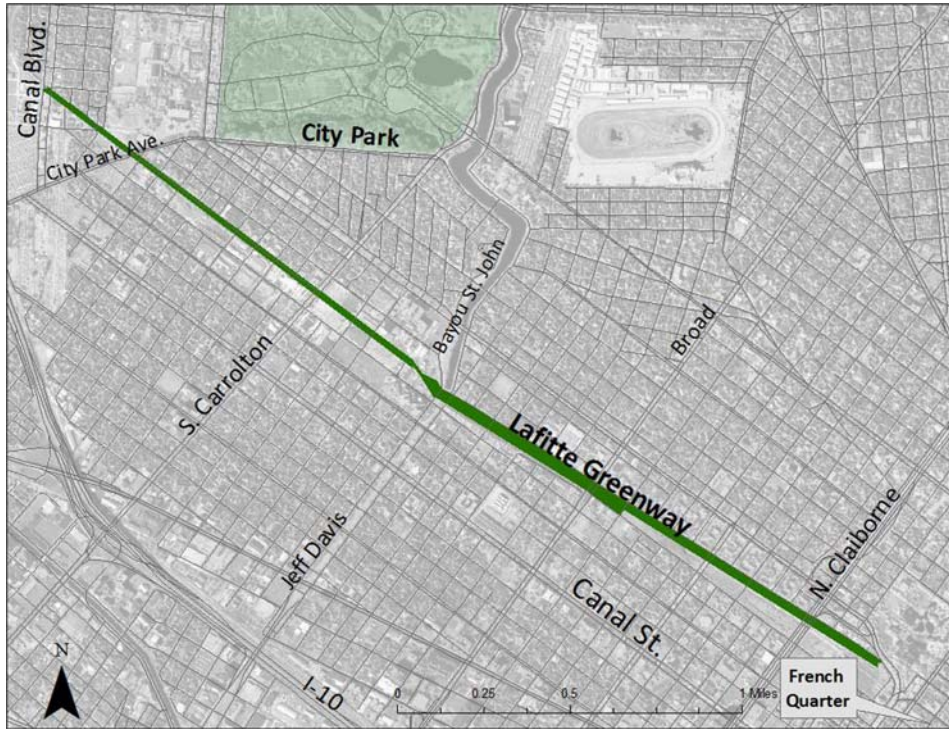 Canal Blvd.
City Park
City Park Ave.
Bayou St. John
Broad
S. Carrolton
Lafitte Greenway
N. Claiborne
Jeff Davis
Canal St.
I-10
N
0 0.25 0.5 1 Miles
French
Quarter